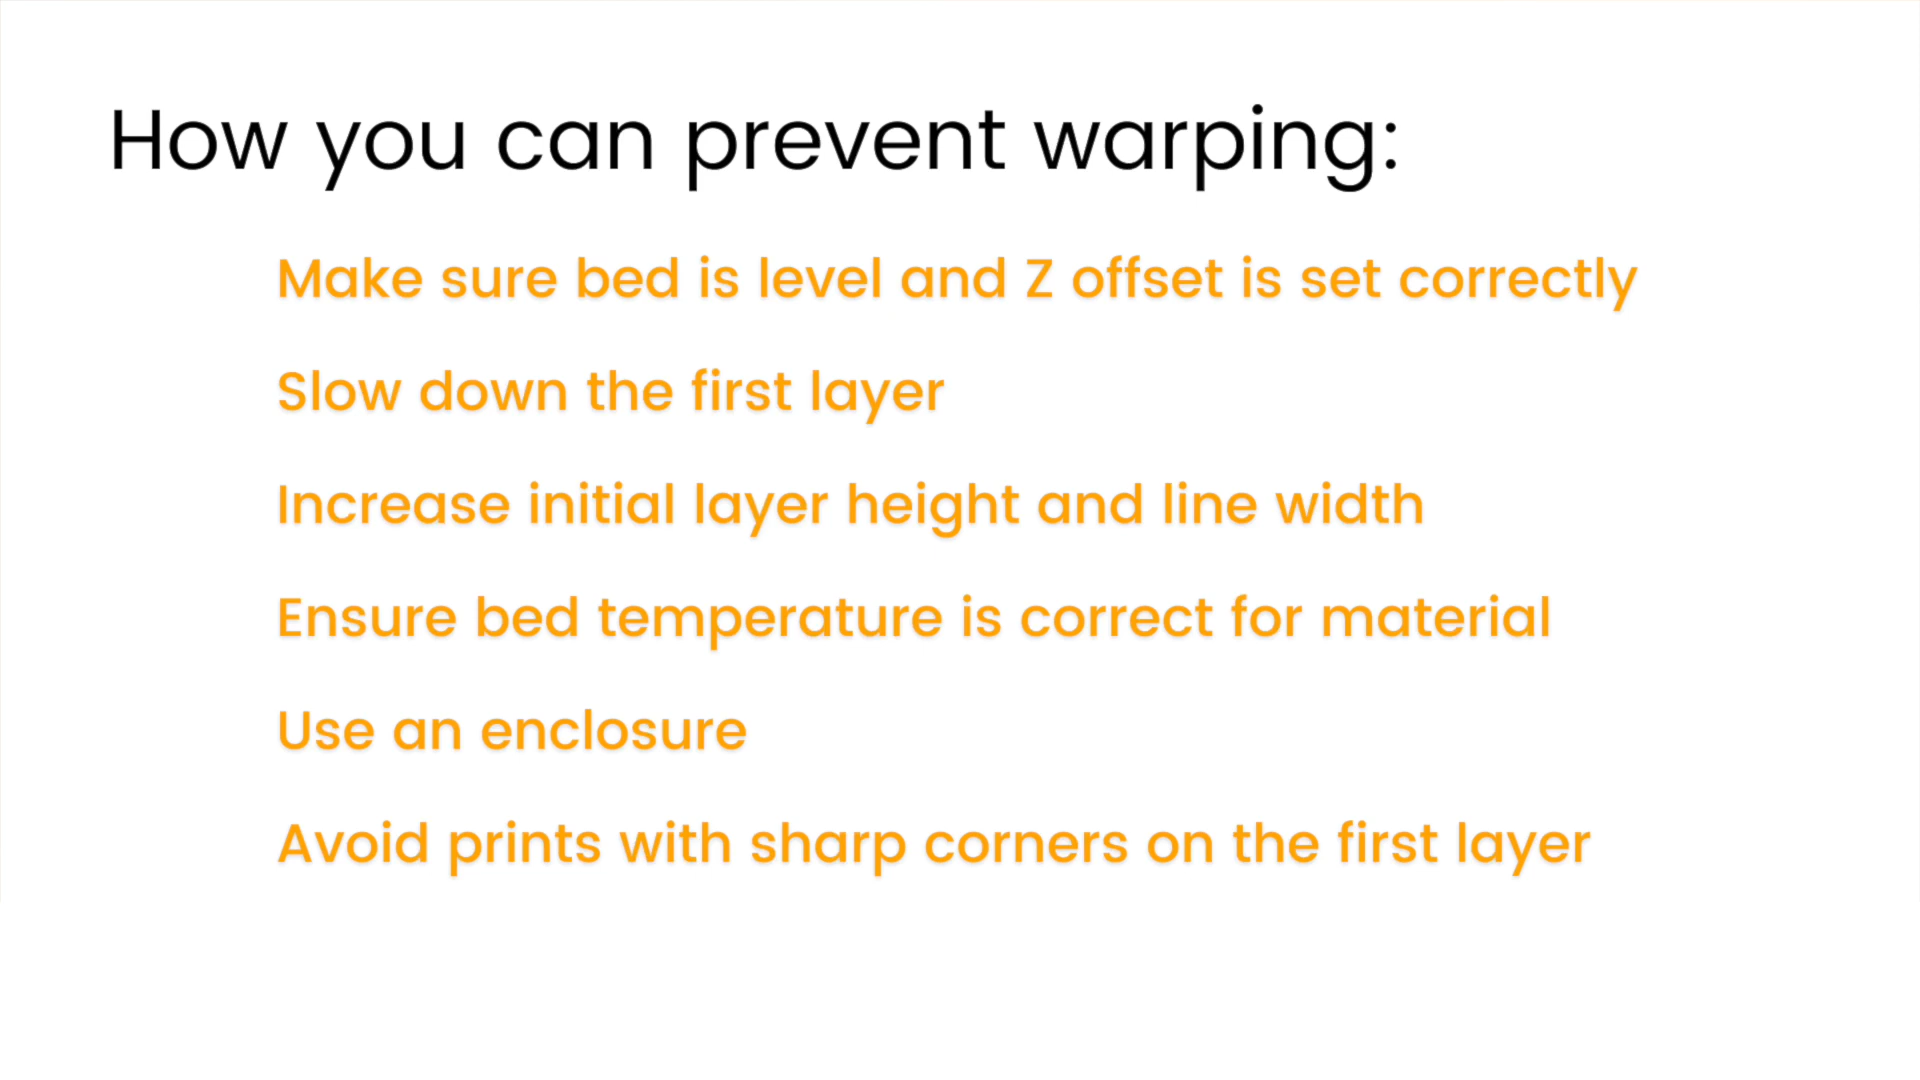 How you can prevent warping:
Make sure bed is level and Z offset is set correctly
Slow down the first layer
Increase initial layer height and line width
Ensure bed temperature is correct for material
Use an enclosure
Avoid prints with sharp corners on the first layer